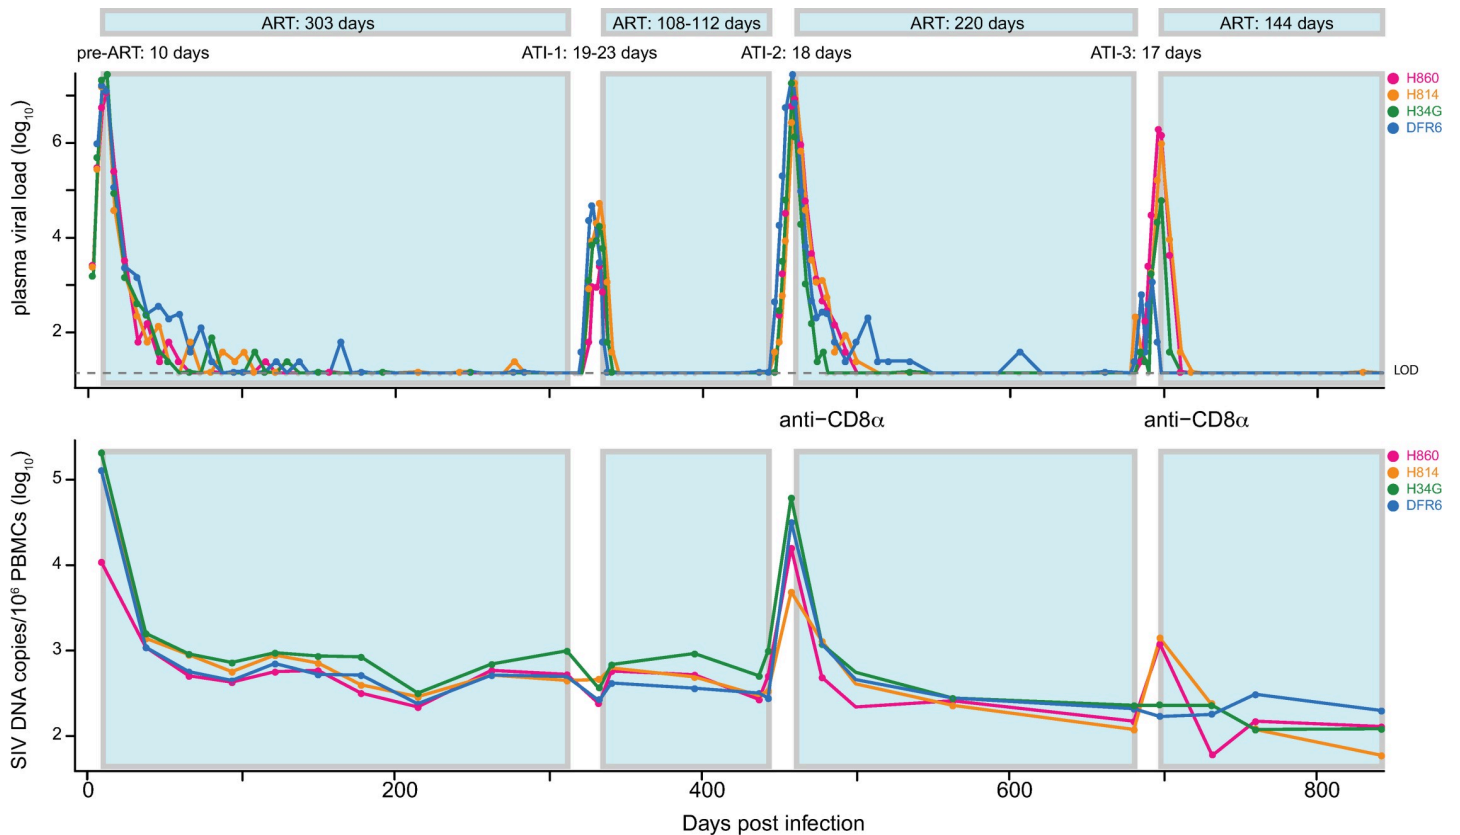 ART: 303 days ART: 108-112 days ART: 220 days ART: 144 days
pre-ART: 10 days ATI-1: 19-23 days ATI-2: 18 days ATI-3: 17 days
plasma viral load (log10)
6
4
2
H860
H814
H34G
DFR6
LOD
anti−CD8α anti−CD8α
SIV DNA copies/10⁶ PBMCs (log10)
5
4
3
2
H860
H814
H34G
DFR6
0 200 400 600 800
Days post infection